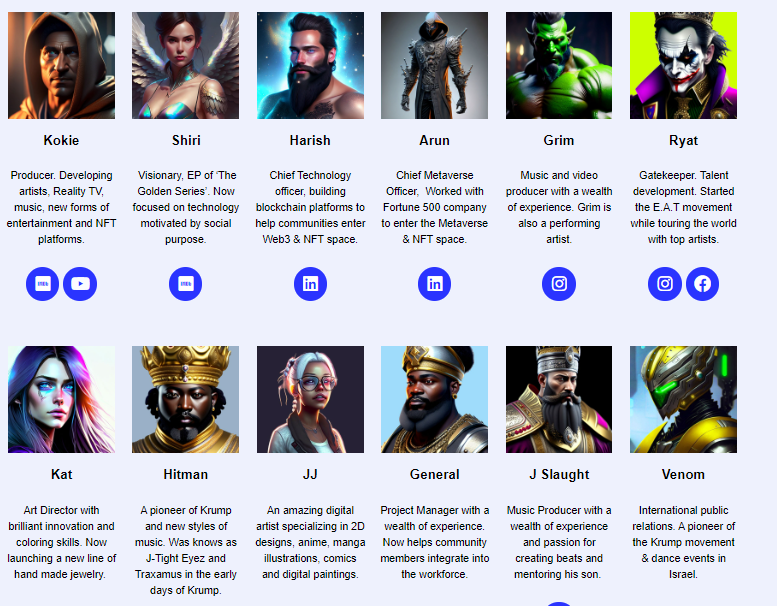 Kokie
Producer. Developing
artists, Reality TV,
music, new forms of
entertainment and NFT
platforms.
Shiri
Visionary, EP of ‘The
Golden Series’. Now
focused on technology
motivated by social
purpose.
Harish
Chief Technology
officer, building
blockchain platforms to
help communities enter
Web3 & NFT space.
Arun
Chief Metaverse
Officer,  Worked with
Fortune 500 company
to enter the Metaverse
& NFT space.
Grim
Music and video
producer with a wealth
of experience. Grim is
also a performing
artist.
Ryat
Gatekeeper. Talent
development. Started
the E.A.T movement
while touring the world
with top artists.
IMDb
IMDb
in
in
Kat
Art Director with
brilliant innovation and
coloring skills. Now
launching a new line of
hand made jewelry.
Hitman
A pioneer of Krump
and new styles of
music. Was knows as
J-Tight Eyez and
Traxamus in the early
days of Krump.
JJ
An amazing digital
artist specializing in 2D
designs, anime, manga
illustrations, comics
and digital paintings.
General
Project Manager with a
wealth of experience.
Now helps community
members integrate into
the workforce.
J Slaught
Music Producer with a
wealth of experience
and passion for
creating beats and
mentoring his son.
Venom
International public
relations. A pioneer of
the Krump movement
& dance events in
Israel.